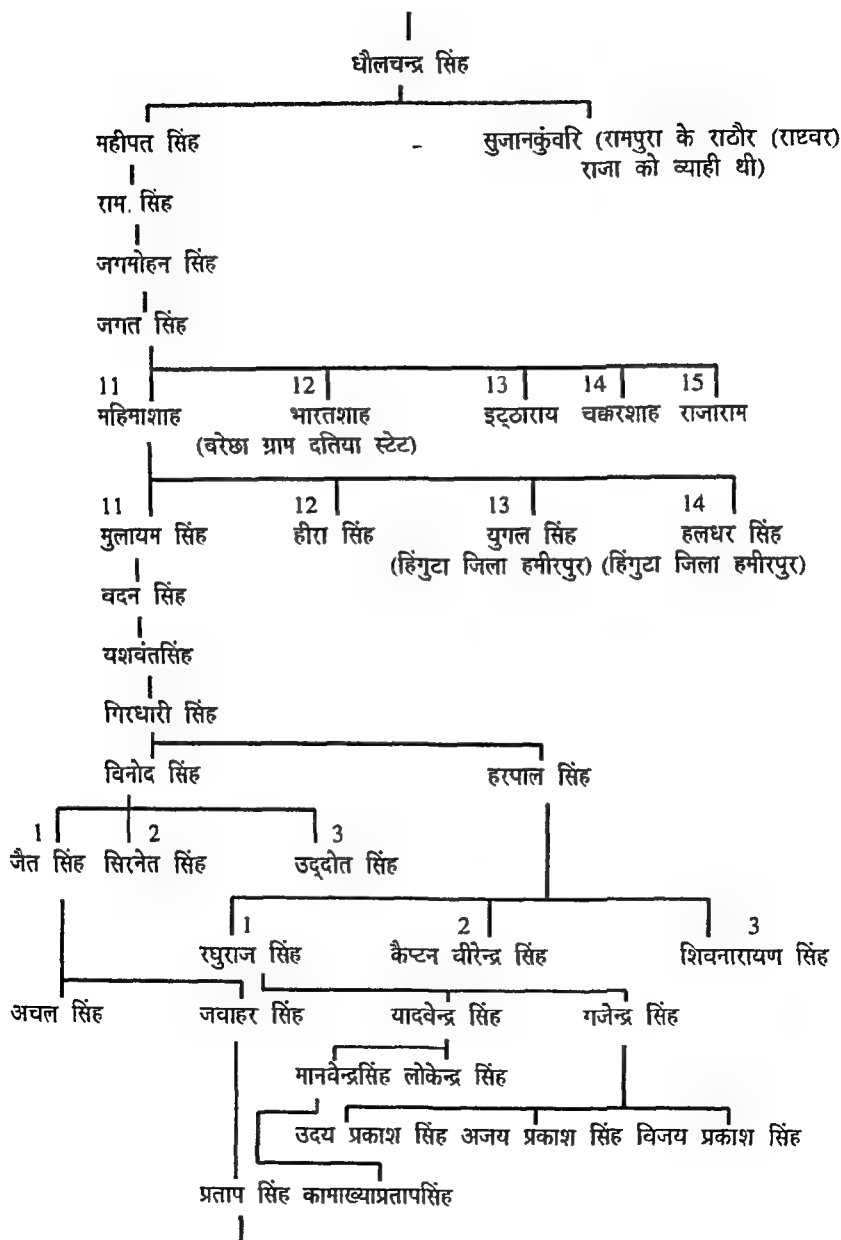 धौलचन्द्र सिंह
महीपत सिंह - सुजानकुंवरि (रामपुरा के राठौर (राष्टवर)
राजा को व्याही थी)
राम. सिंह
जगमोहन सिंह
जगत सिंह
11 12 13 14 15
महिमाशाह भारतशाह इट्ठाराय चक्करशाह राजाराम
(बरेछा ग्राम दतिया स्टेट)
11 12 13 14
मुलायम सिंह हीरा सिंह युगल सिंह हलधर सिंह
(हिंगुटा जिला हमीरपुर) (हिंगुटा जिला हमीरपुर)
वदन सिंह
यशवंतसिंह
गिरधारी सिंह
विनोद सिंह हरपाल सिंह
1 2 3
जैत सिंह सिरनेत सिंह उद्दोत सिंह
1 2 3
रघुराज सिंह कैप्टन वीरेन्द्र सिंह शिवनारायण सिंह
अचल सिंह जवाहर सिंह यादवेन्द्र सिंह गजेन्द्र सिंह
मानवेन्द्रसिंह लोकेन्द्र सिंह
उदय प्रकाश सिंह अजय प्रकाश सिंह विजय प्रकाश सिंह
प्रताप सिंह कामाख्याप्रतापसिंह